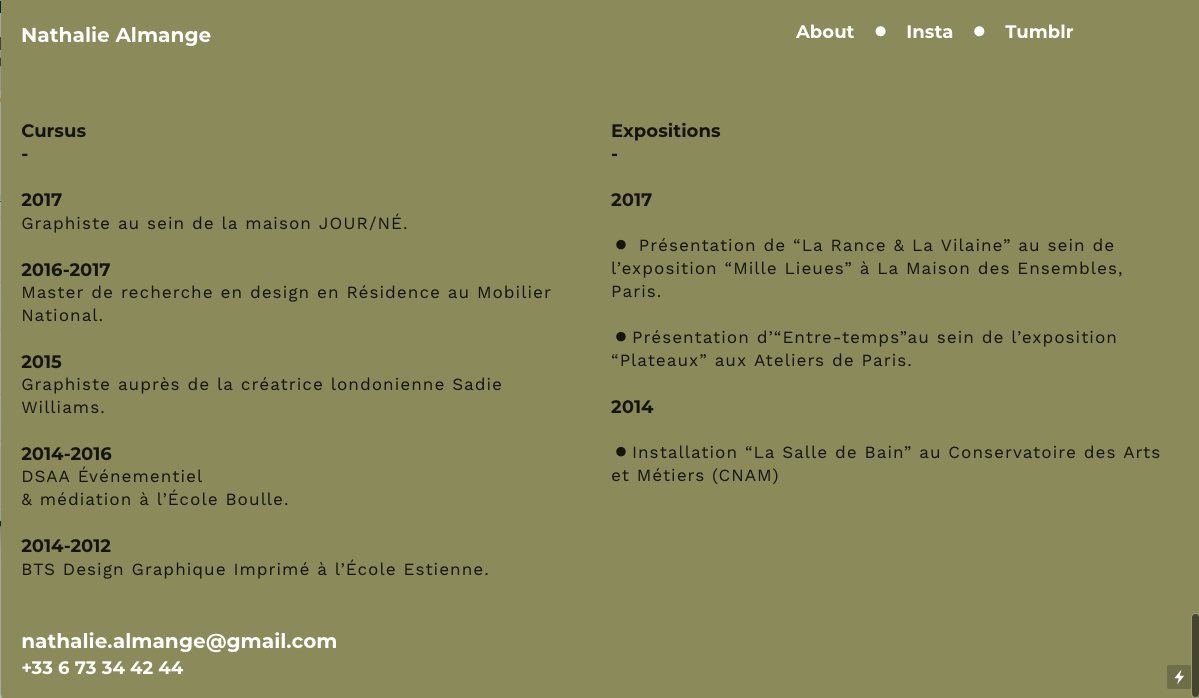 Nathalie Almange
About ● Insta ● Tumblr
Cursus
-
2017
Graphiste au sein de la maison JOUR/NÉ.
2016-2017
Master de recherche en design en Résidence au Mobilier
National.
2015
Graphiste auprès de la créatrice londonienne Sadie
Williams.
2014-2016
DSAA Événementiel
& médiation à l’École Boulle.
2014-2012
BTS Design Graphique Imprimé à l’École Estienne.
nathalie.almange@gmail.com
+33 6 73 34 42 44
Expositions
-
2017
● Présentation de “La Rance & La Vilaine” au sein de
l’exposition “Mille Lieues” à La Maison des Ensembles,
Paris.
● Présentation d’“Entre-temps”au sein de l’exposition
“Plateaux” aux Ateliers de Paris.
2014
● Installation “La Salle de Bain” au Conservatoire des Arts
et Métiers (CNAM)